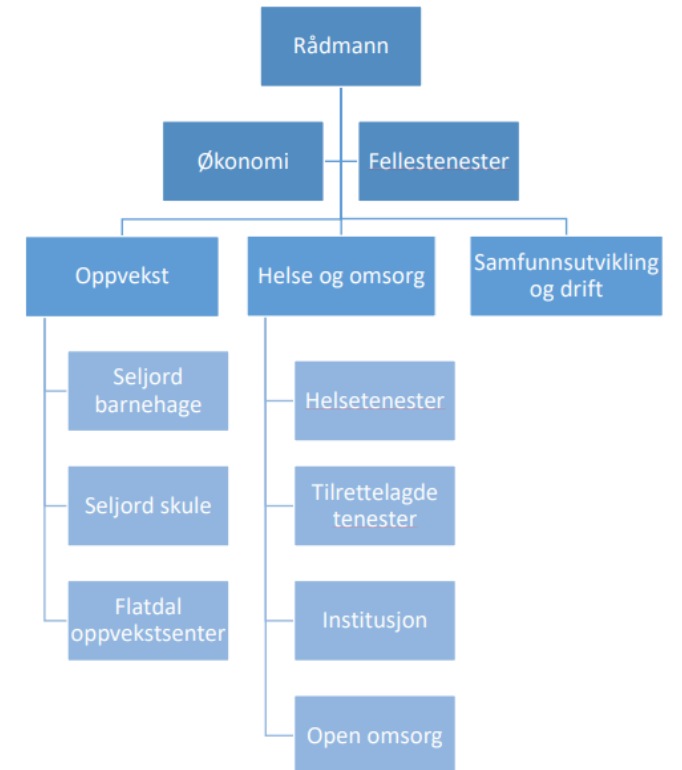 Rådmann
Økonomi
Fellestenester
Oppvekst
Helse og omsorg
Samfunnsutvikling
og drift
Seljord
barnehage
Seljord skule
Flatdal
oppvekstsenter
Helsetenester
Tilrettelagde
tenester
Institusjon
Open omsorg